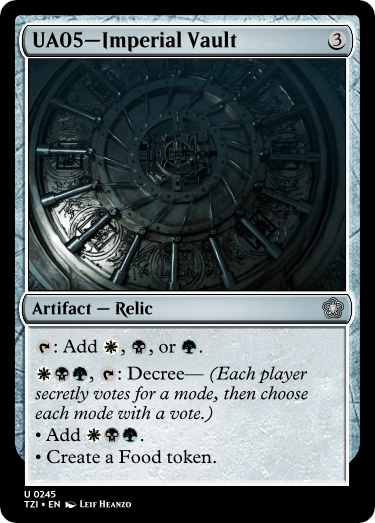 UA05—Imperial Vault 3
Artifact — Relic
: Add , , or .
, : Decree— (Each player
secretly votes for a mode, then choose
each mode with a vote.)
• Add .
• Create a Food token.
U 0245
TZI • EN Leif Heanzo